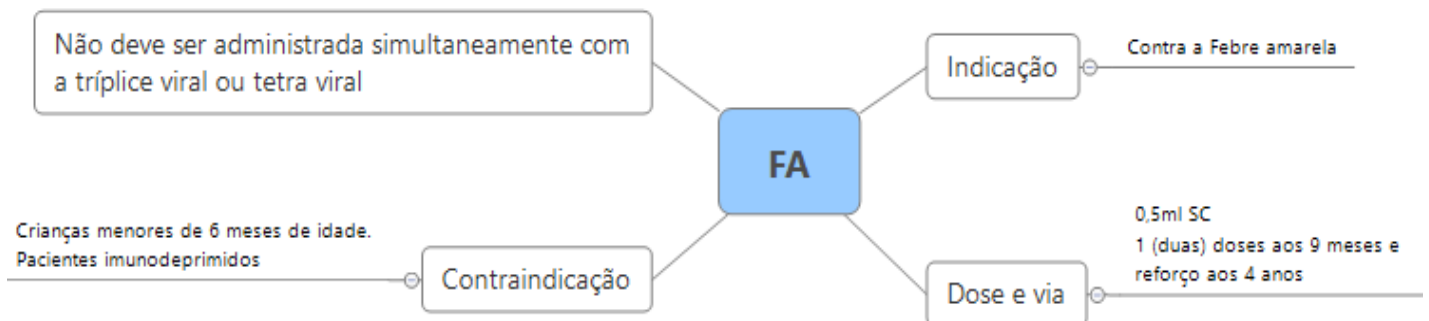 Não deve ser administrada simultaneamente com
a tríplice viral ou tetra viral
Indicação
Contra a Febre amarela
FA
Crianças menores de 6 meses de idade.
Pacientes imunodeprimidos
Contraindicação
Dose e via
0,5ml SC
1 (duas) doses aos 9 meses e
reforço aos 4 anos